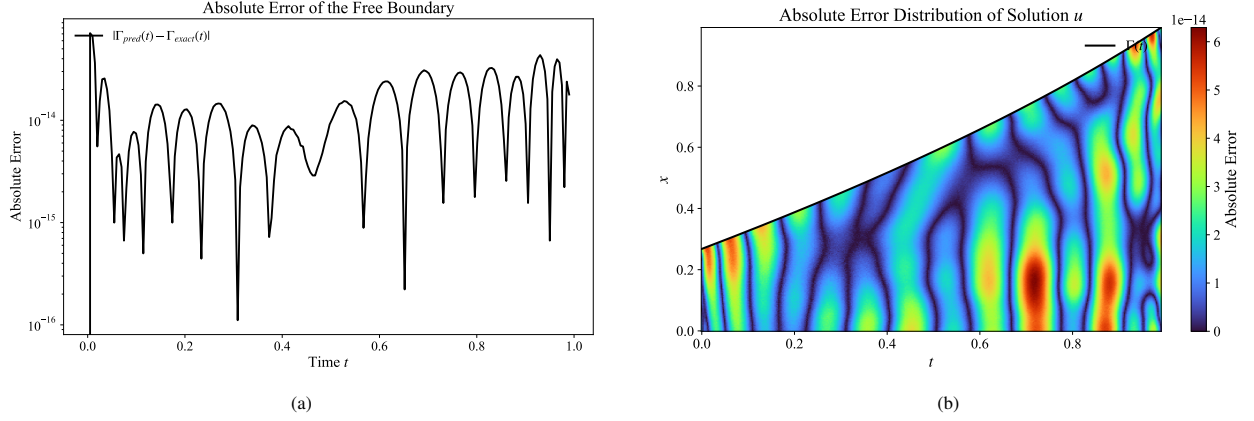 Absolute Error of the Free Boundary
|Γpred(t) − Γexact(t)|
Absolute Error
10⁻¹⁴
10⁻¹⁵
10⁻¹⁶
0.0 0.2 0.4 0.6 0.8 1.0
Time t
(a)
Absolute Error Distribution of Solution u
Γ(t)
x
0.8
0.6
0.4
0.2
0.0
0.0 0.2 0.4 0.6 0.8
t
1e−14
6
5
4
3
2
1
0
Absolute Error
(b)